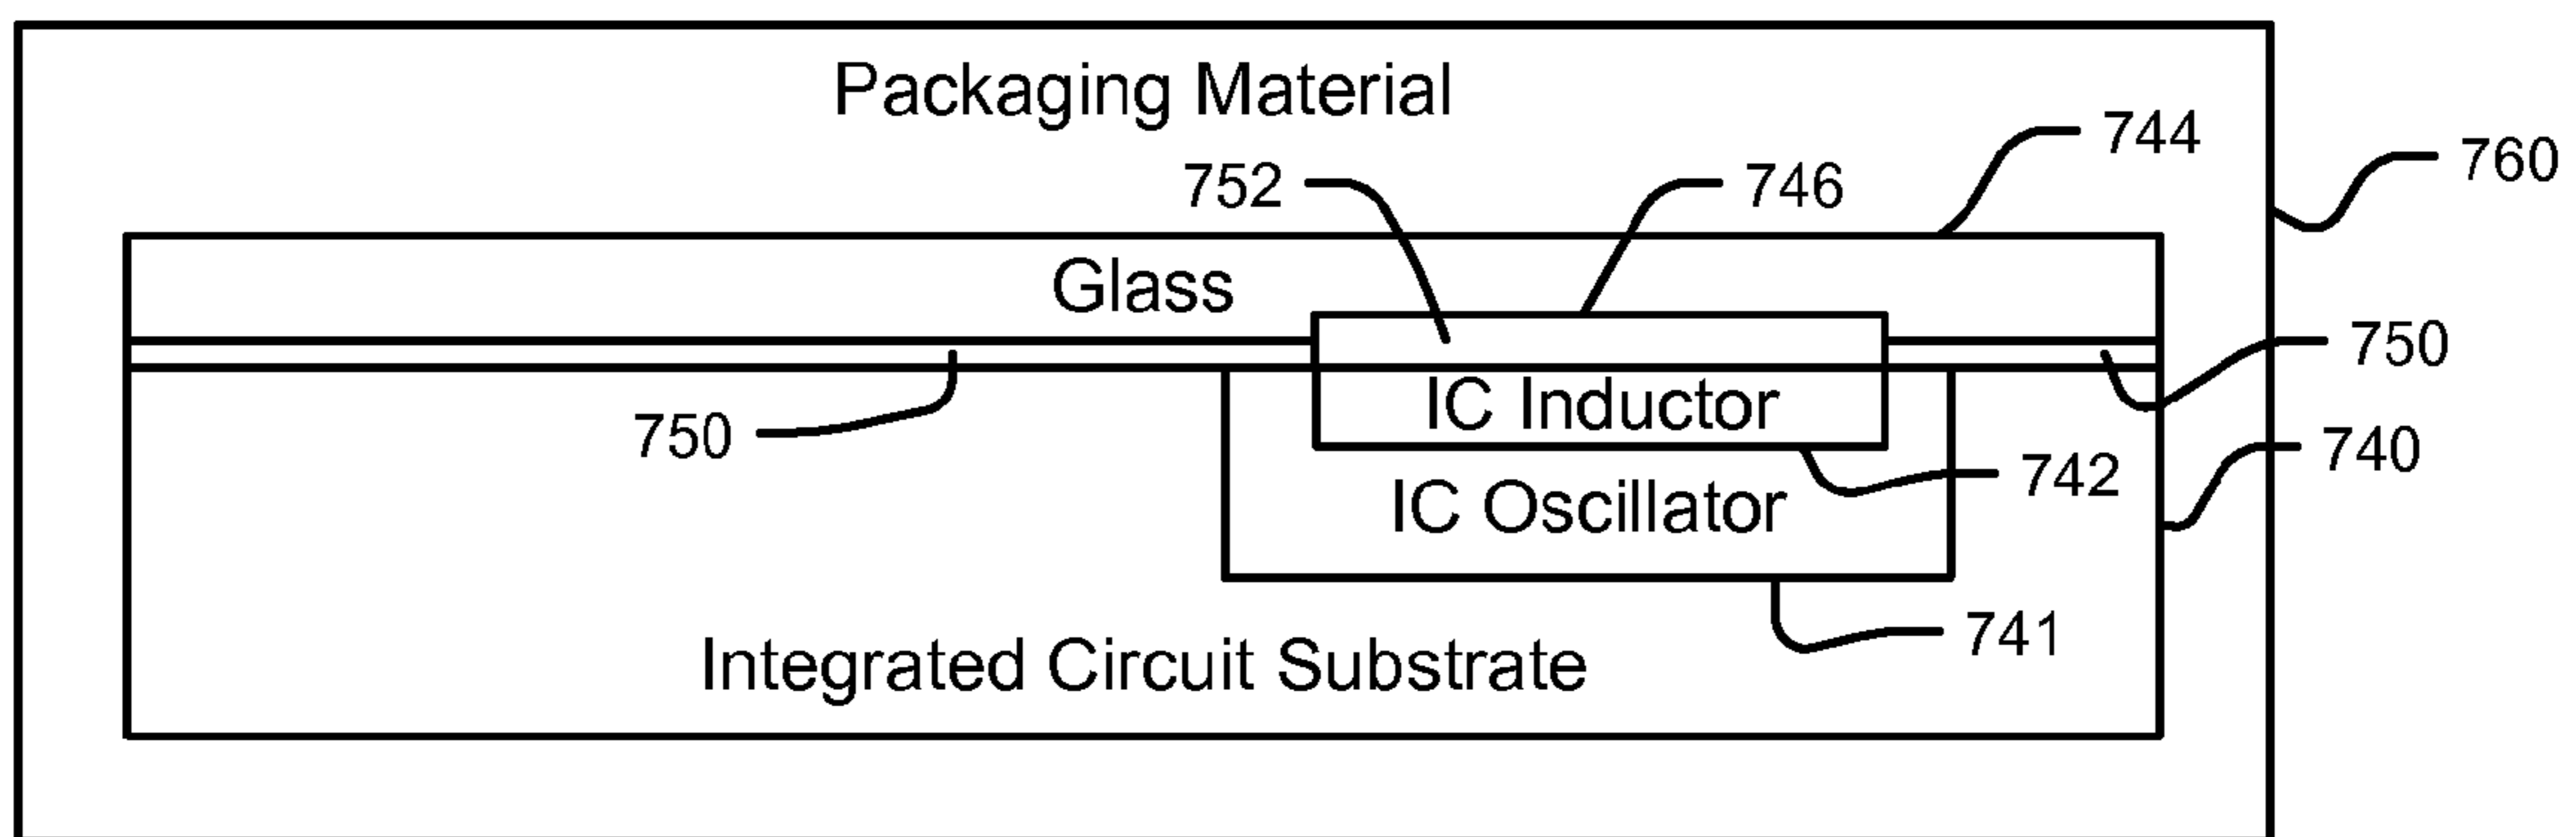 Packaging Material
744
760
752
746
Glass
750
IC Inductor
750
742
740
IC Oscillator
741
Integrated Circuit Substrate